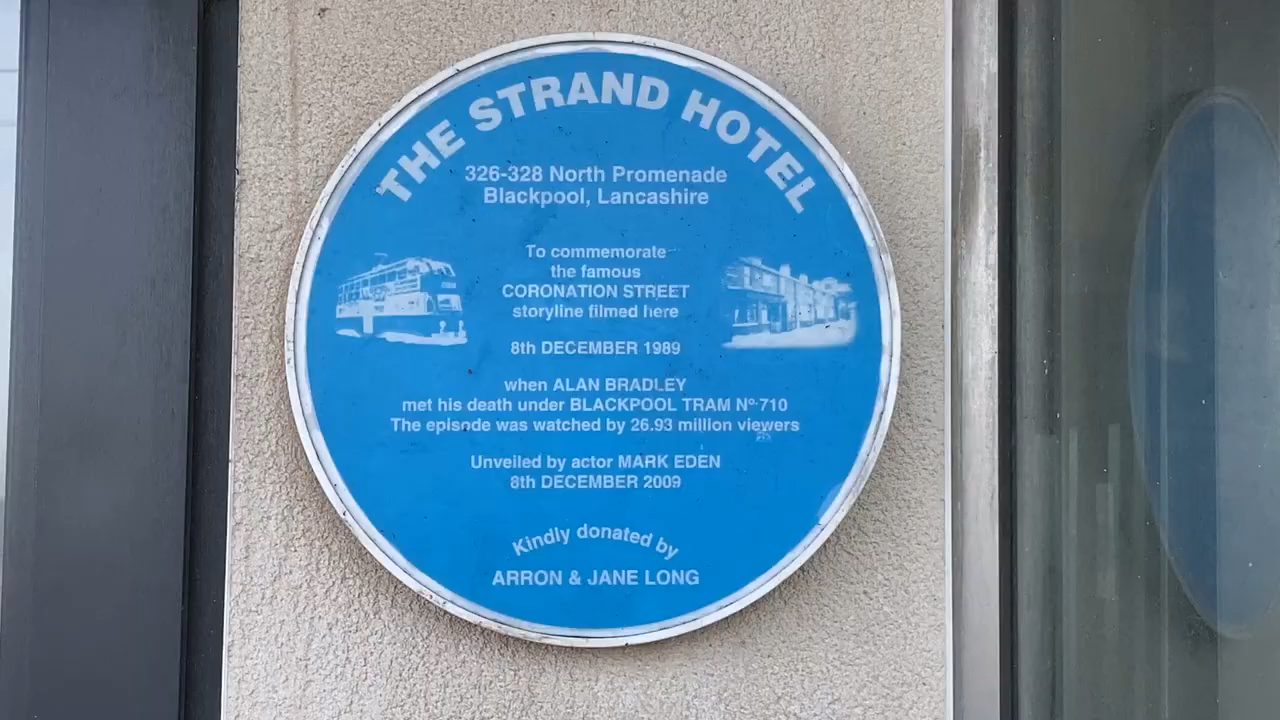 THE STRAND HOTEL
326-328 North Promenade
Blackpool, Lancashire
To commemorate
the famous
CORONATION STREET
storyline filmed here
8th DECEMBER 1989
when ALAN BRADLEY
met his death under BLACKPOOL TRAM Nº 710
The episode was watched by 26.93 million viewers
Unveiled by actor MARK EDEN
8th DECEMBER 2009
Kindly donated by
ARRON & JANE LONG